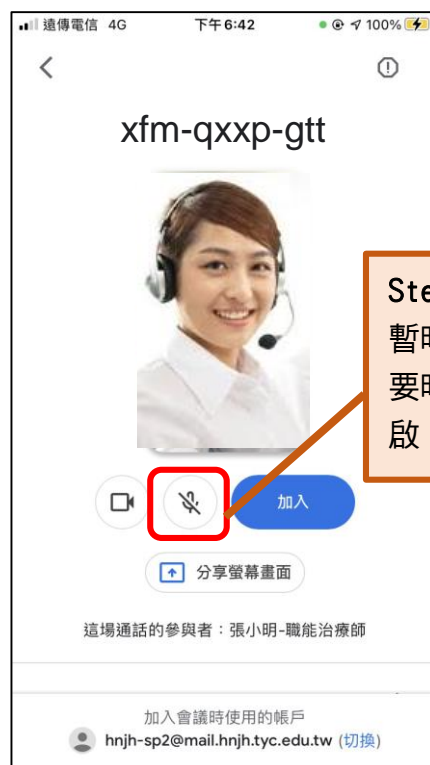 遠傳電信 4G 下午6:42 100%
xfm-qxxp-gtt
Ste
暫時
要時
啟
加入
分享螢幕畫面
這場通話的參與者：張小明-職能治療師
加入會議時使用的帳戶
hnjh-sp2@mail.hnjh.tyc.edu.tw (切換)